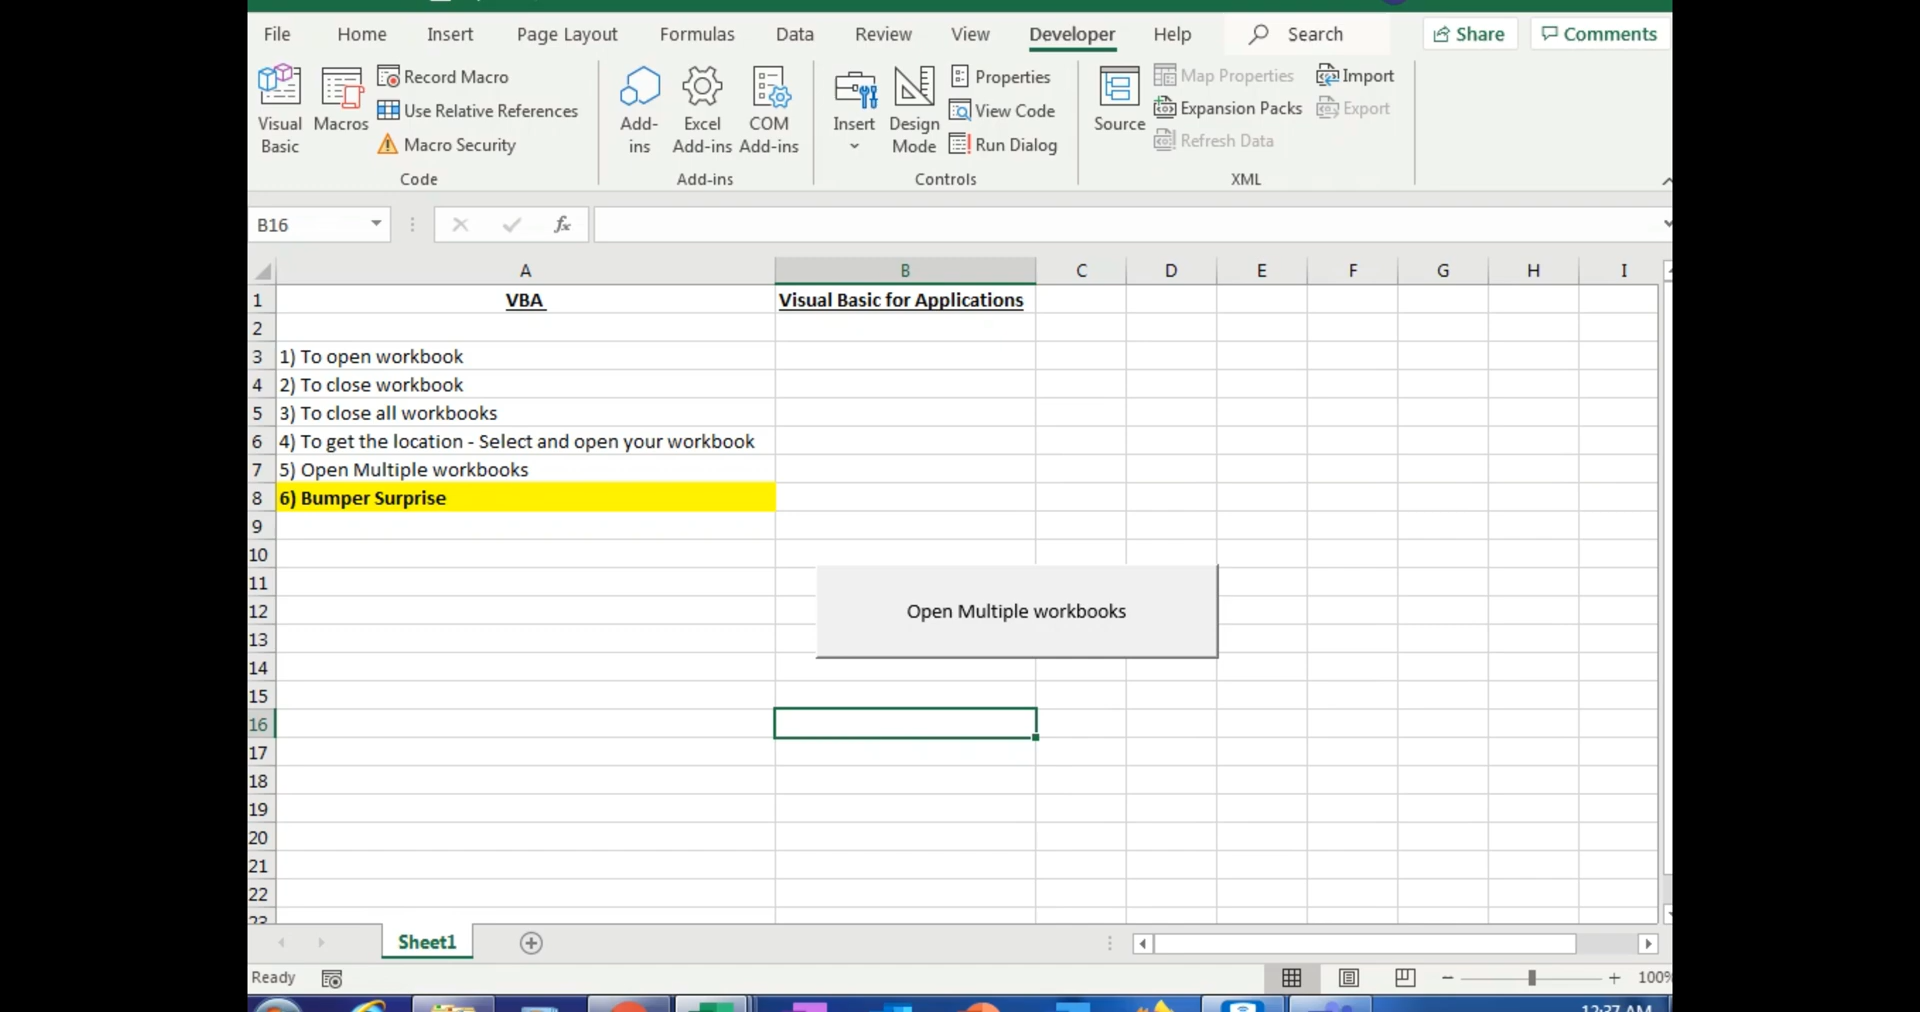 File Home Insert Page Layout Formulas Data Review View Developer Help Search Share Comments
Visual Basic
Macros
Record Macro
Use Relative References
Macro Security
Code
Add-ins
Excel Add-ins
COM Add-ins
Add-ins
Insert
Design Mode
Properties
View Code
Run Dialog
Controls
Source
Map Properties
Expansion Packs
Refresh Data
Import
Export
XML
B16 fx
A B C D E F G H I
1 VBA Visual Basic for Applications
2
3 1) To open workbook
4 2) To close workbook
5 3) To close all workbooks
6 4) To get the location - Select and open your workbook
7 5) Open Multiple workbooks
8 6) Bumper Surprise
9
10
11
12 Open Multiple workbooks
13
14
15
16
17
18
19
20
21
22
23
Sheet1
Ready 100%
12:37 AM